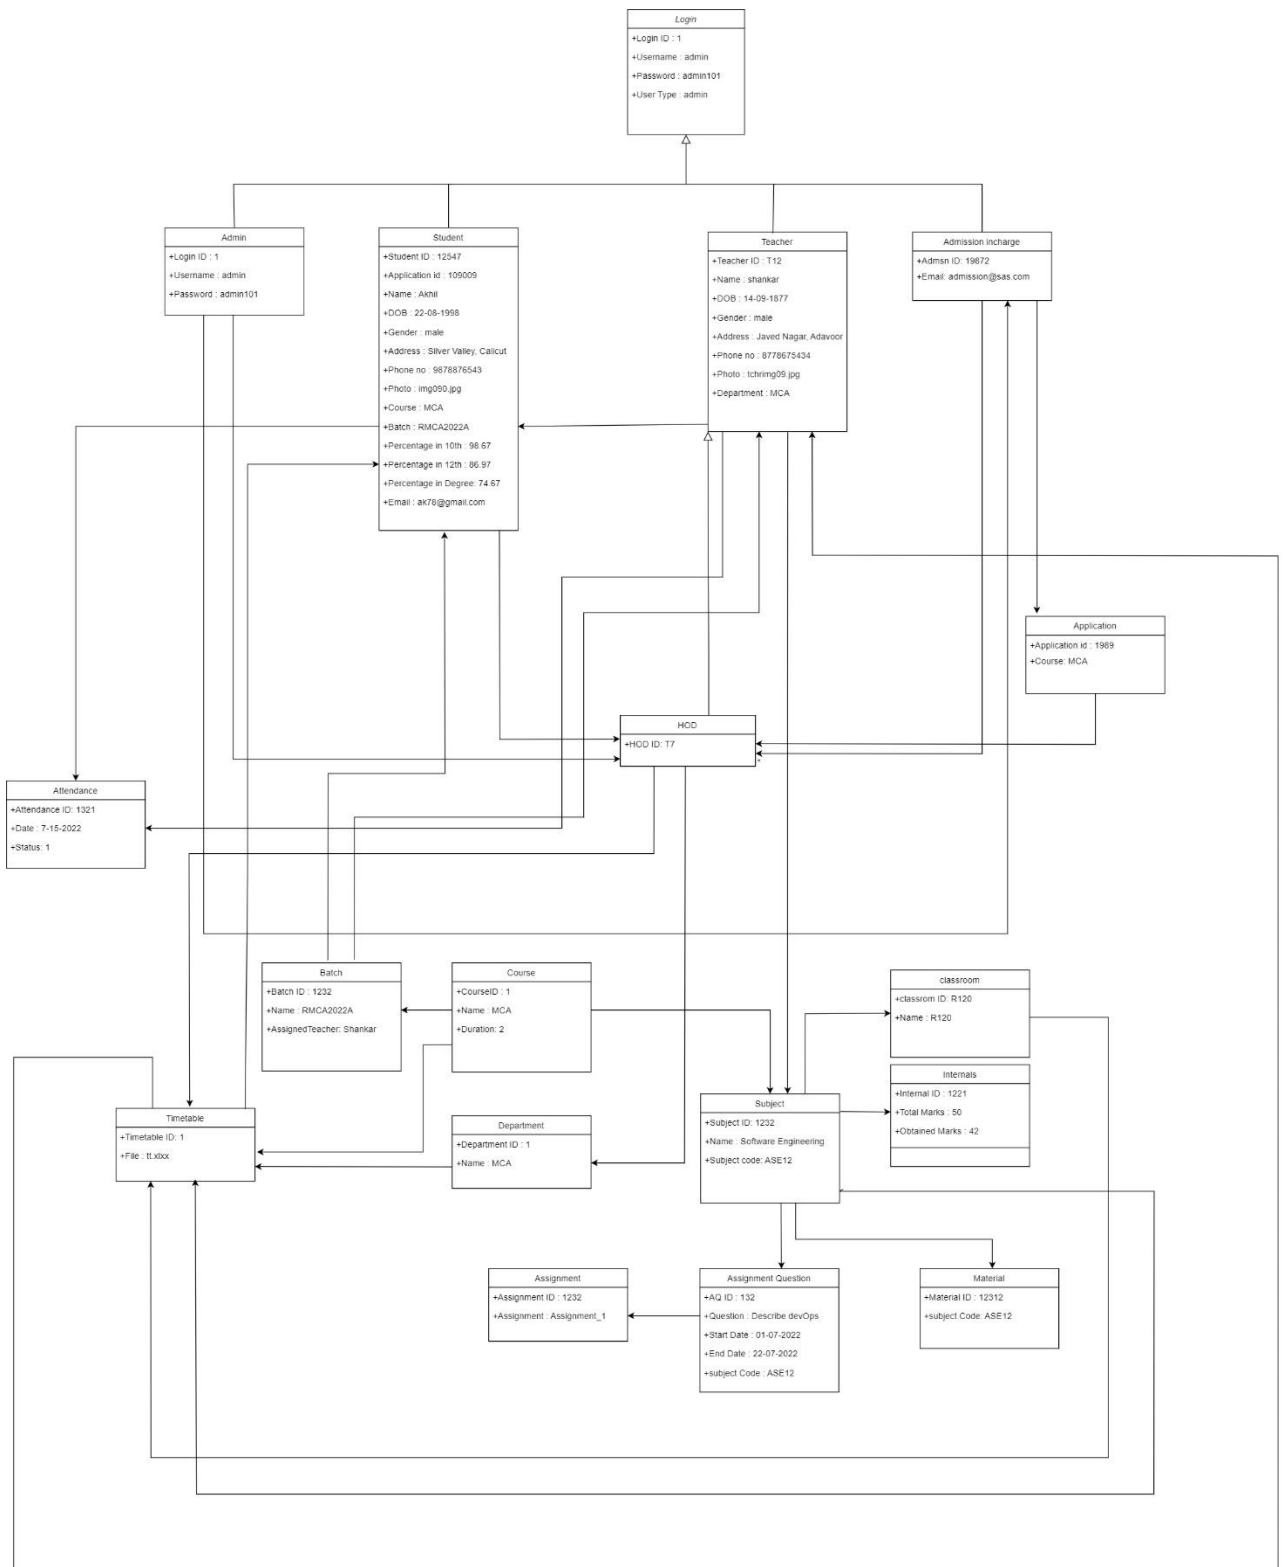 Login
+Login ID : 1
+Username : admin
+Password : admin101
+User Type : admin
Admin
+Login ID : 1
+Username : admin
+Password : admin101
Student
+Student ID : 12547
+Application id : 109009
+Name : Akhil
+DOB : 22-08-1998
+Gender : male
+Address : Silver Valley, Calicut
+Phone no : 9878876543
+Photo : img090.jpg
+Course : MCA
+Batch : RMCA2022A
+Percentage in 10th : 98.67
+Percentage in 12th : 86.97
+Percentage in Degree: 74.67
+Email : ak78@gmail.com
Teacher
+Teacher ID : T12
+Name : shankar
+DOB : 14-09-1877
+Gender : male
+Address : Javed Nagar, Adavoor
+Phone no : 8778675434
+Photo : tchrimg09.jpg
+Department : MCA
Admission incharge
+Admsn ID: 19872
+Email: admission@sas.com
Application
+Application id : 1989
+Course: MCA
HOD
+HOD ID: T7
*
Attendance
+Attendance ID: 1321
+Date : 7-15-2022
+Status: 1
Batch
+Batch ID : 1232
+Name : RMCA2022A
+AssignedTeacher: Shankar
Course
+CourseID : 1
+Name : MCA
+Duration: 2
classroom
+classrom ID: R120
+Name : R120
Internals
+Internal ID : 1221
+Total Marks : 50
+Obtained Marks : 42
Timetable
+Timetable ID: 1
+File : tt.xlxx
Department
+Department ID : 1
+Name : MCA
Subject
+Subject ID: 1232
+Name : Software Engineering
+Subject code: ASE12
Assignment
+Assignment ID : 1232
+Assignment : Assignment_1
Assignment Question
+AQ ID : 132
+Question : Describe devOps
+Start Date : 01-07-2022
+End Date : 22-07-2022
+subject Code : ASE12
Material
+Material ID : 12312
+subject Code: ASE12